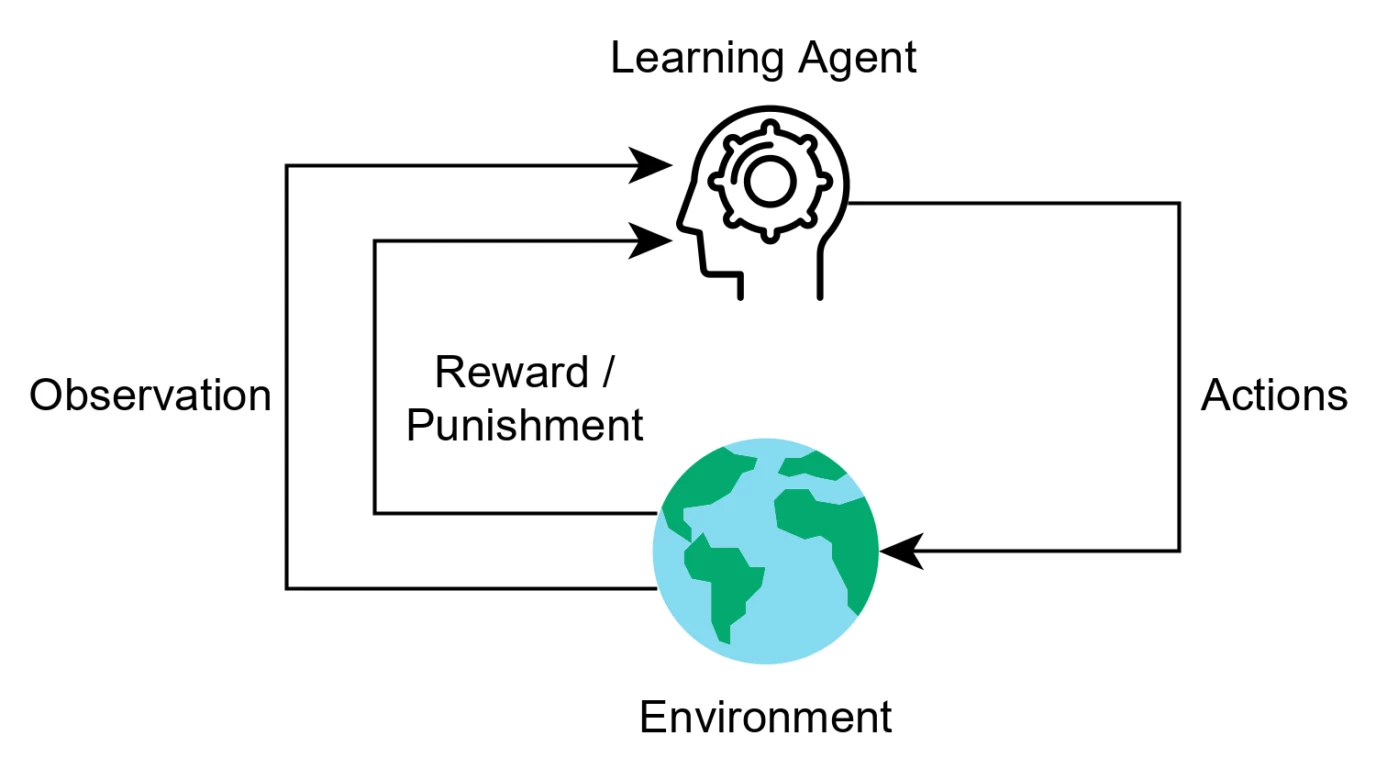 Learning Agent
Observation
Reward /
Punishment
Actions
Environment